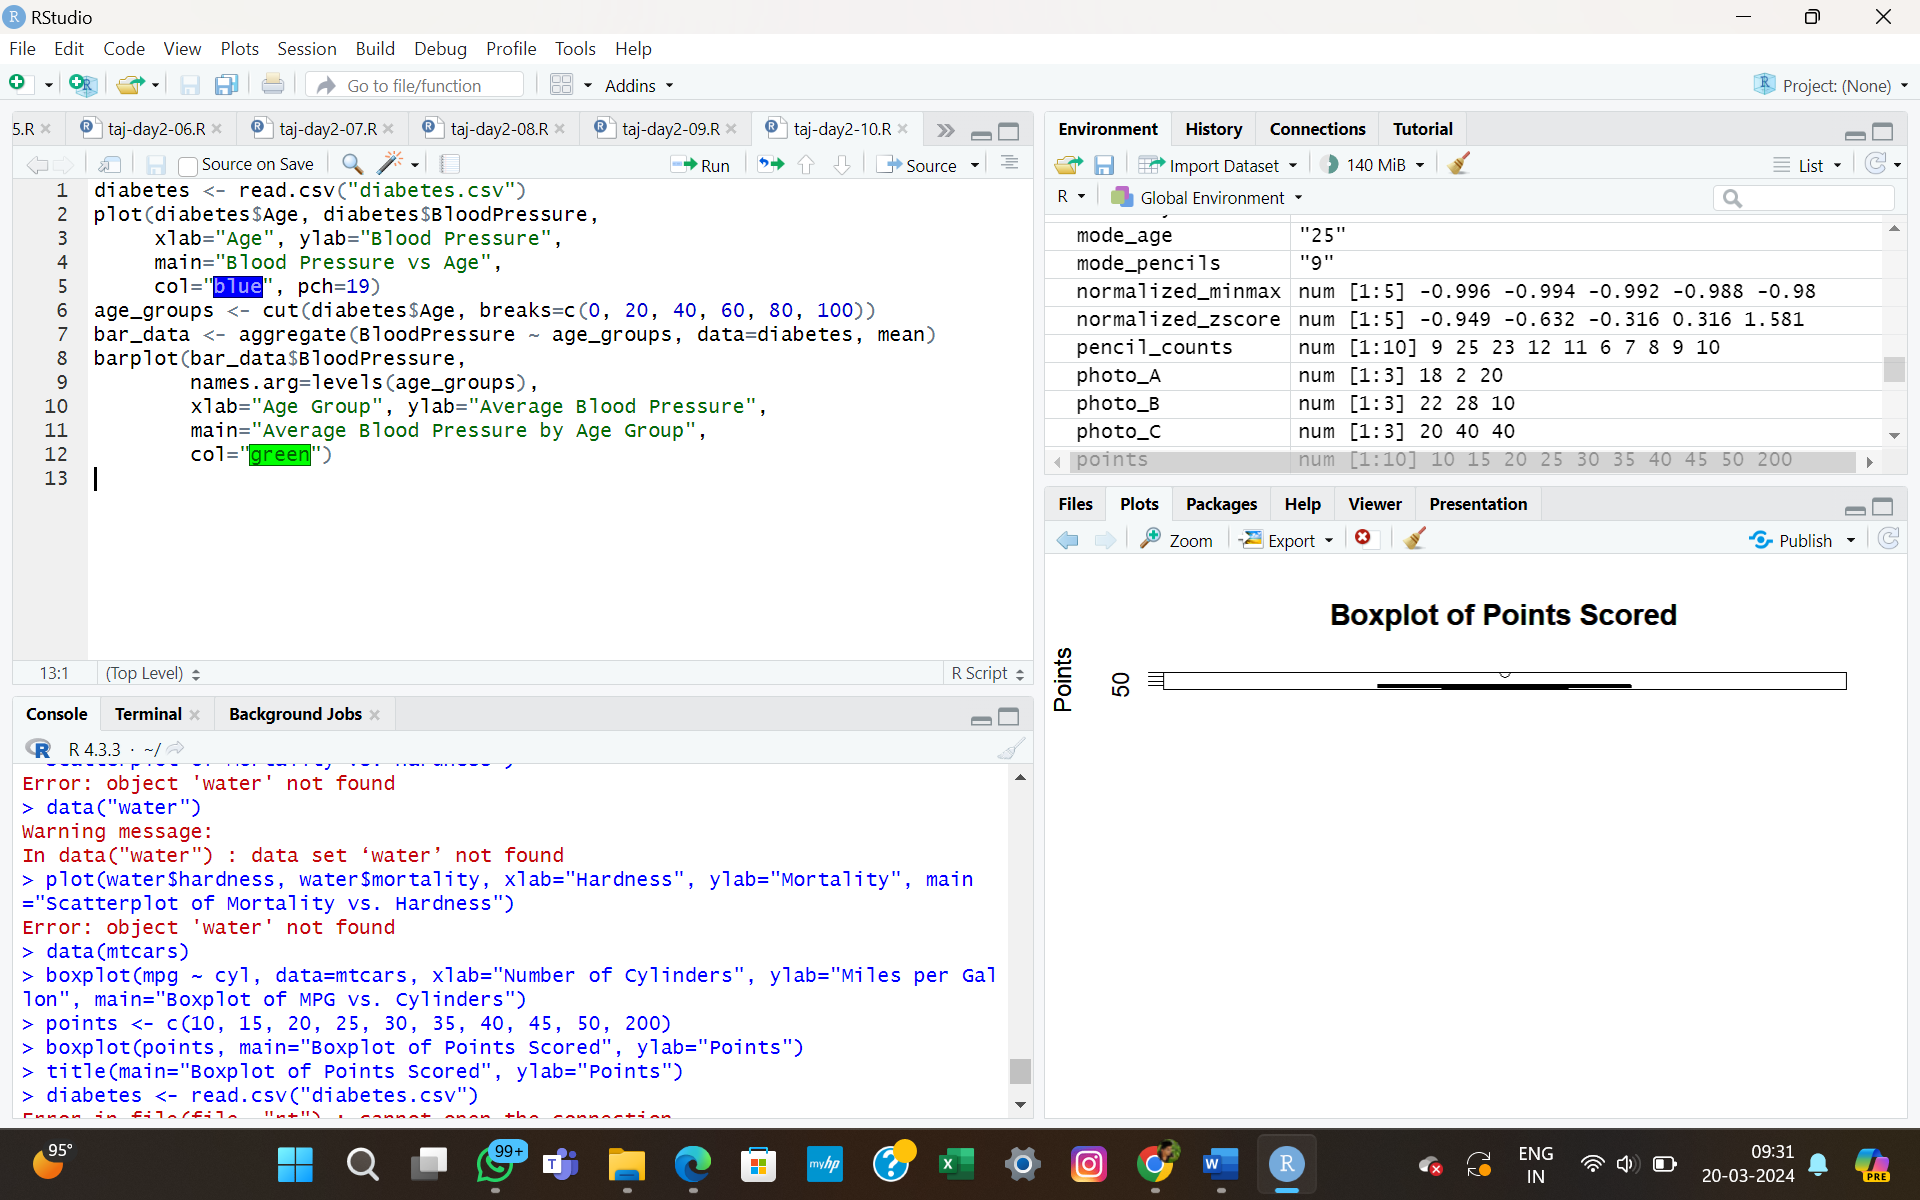 RStudio
File Edit Code View Plots Session Build Debug Profile Tools Help
Go to file/function Addins Project: (None)
5.R taj-day2-06.R taj-day2-07.R taj-day2-08.R taj-day2-09.R taj-day2-10.R
Source on Save Run Source
1 diabetes <- read.csv("diabetes.csv")
2 plot(diabetes$Age, diabetes$BloodPressure,
3 xlab="Age", ylab="Blood Pressure",
4 main="Blood Pressure vs Age",
5 col="blue", pch=19)
6 age_groups <- cut(diabetes$Age, breaks=c(0, 20, 40, 60, 80, 100))
7 bar_data <- aggregate(BloodPressure ~ age_groups, data=diabetes, mean)
8 barplot(bar_data$BloodPressure,
9 names.arg=levels(age_groups),
10 xlab="Age Group", ylab="Average Blood Pressure",
11 main="Average Blood Pressure by Age Group",
12 col="green")
13
13:1 (Top Level) R Script
Console Terminal Background Jobs
R 4.3.3 · ~/
Error: object 'water' not found
> data("water")
Warning message:
In data("water") : data set ‘water’ not found
> plot(water$hardness, water$mortality, xlab="Hardness", ylab="Mortality", main
="Scatterplot of Mortality vs. Hardness")
Error: object 'water' not found
> data(mtcars)
> boxplot(mpg ~ cyl, data=mtcars, xlab="Number of Cylinders", ylab="Miles per Gal
lon", main="Boxplot of MPG vs. Cylinders")
> points <- c(10, 15, 20, 25, 30, 35, 40, 45, 50, 200)
> boxplot(points, main="Boxplot of Points Scored", ylab="Points")
> title(main="Boxplot of Points Scored", ylab="Points")
> diabetes <- read.csv("diabetes.csv")
Error in file(file, "rt") : cannot open the connection
Environment History Connections Tutorial
Import Dataset 140 MiB List
R Global Environment
mode_age "25"
mode_pencils "9"
normalized_minmax num [1:5] -0.996 -0.994 -0.992 -0.988 -0.98
normalized_zscore num [1:5] -0.949 -0.632 -0.316 0.316 1.581
pencil_counts num [1:10] 9 25 23 12 11 6 7 8 9 10
photo_A num [1:3] 18 2 20
photo_B num [1:3] 22 28 10
photo_C num [1:3] 20 40 40
points num [1:10] 10 15 20 25 30 35 40 45 50 200
Files Plots Packages Help Viewer Presentation
Zoom Export Publish
Boxplot of Points Scored
Points
50
95°
99+
myhp
ENG
IN
09:31
20-03-2024
PRE